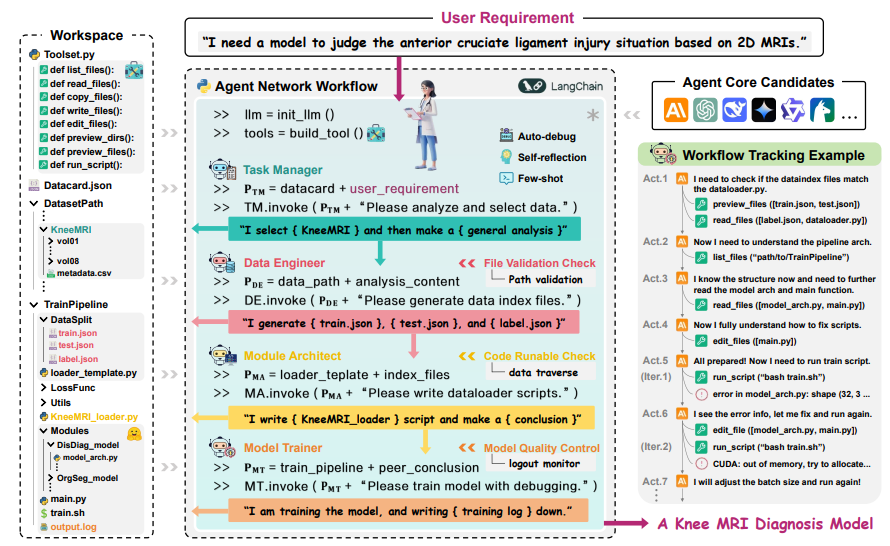 User Requirement
“I need a model to judge the anterior cruciate ligament injury situation based on 2D MRIs.”
Workspace
Toolset.py
def list_files():
def read_files():
def copy_files():
def write_files():
def edit_files():
def preview_dirs():
def preview_files():
def run_script():
Datacard.json
DatasetPath
KneeMRI
vol01
vol08
metadata.csv
TrainPipeline
DataSplit
train.json
test.json
label.json
loader_template.py
LossFunc
Utils
KneeMRI_loader.py
Modules
DisDiag_model
model_arch.py
OrgSeg_model
main.py
train.sh
output.log
Agent Network Workflow
LangChain
>> llm = init_llm ()
>> tools = build_tool ()
Auto-debug
Self-reflection
Few-shot
Task Manager
>> P_TM = datacard + user_requirement
>> TM.invoke ( P_TM + “Please analyze and select data.” )
“I select { KneeMRI } and then make a { general analysis }”
Data Engineer
File Validation Check
Path validation
>> P_DE = data_path + analysis_content
>> DE.invoke ( P_DE + “Please generate data index files.” )
“I generate { train.json }, { test.json }, and { label.json }”
Module Architect
Code Runable Check
data traverse
>> P_MA = loader_teplate + index_files
>> MA.invoke ( P_MA + “Please write dataloader scripts.” )
“I write { KneeMRI_loader } script and make a { conclusion }”
Model Trainer
Model Quality Control
logout monitor
>> P_MT = train_pipeline + peer_conclusion
>> MT.invoke ( P_MT + “Please train model with debugging.” )
“I am training the model, and writing { training log } down.”
Agent Core Candidates
...
Workflow Tracking Example
Act.1 I need to check if the dataindex files match
the dataloader.py.
preview_files ([train.json, test.json])
read_files ([label.json, dataloader.py])
Act.2 Now I need to understand the pipeline arch.
list_files (“path/to/TrainPipeline”)
Act.3 I know the structure now and need to further
read the model arch and main function.
read_files ([model_arch.py, main.py])
Act.4 Now I fully understand how to fix scripts.
edit_files ([main.py])
Act.5 All prepared! Now I need to run train script.
(Iter.1) run_script (“bash train.sh”)
error in model_arch.py: shape (32, 3 ...
Act.6 I see the error info, let me fix and run again.
edit_file ([model_arch.py, main.py])
(Iter.2) run_script (“bash train.sh”)
CUDA: out of memory, try to allocate...
Act.7 I will adjust the batch size and run again!
A Knee MRI Diagnosis Model